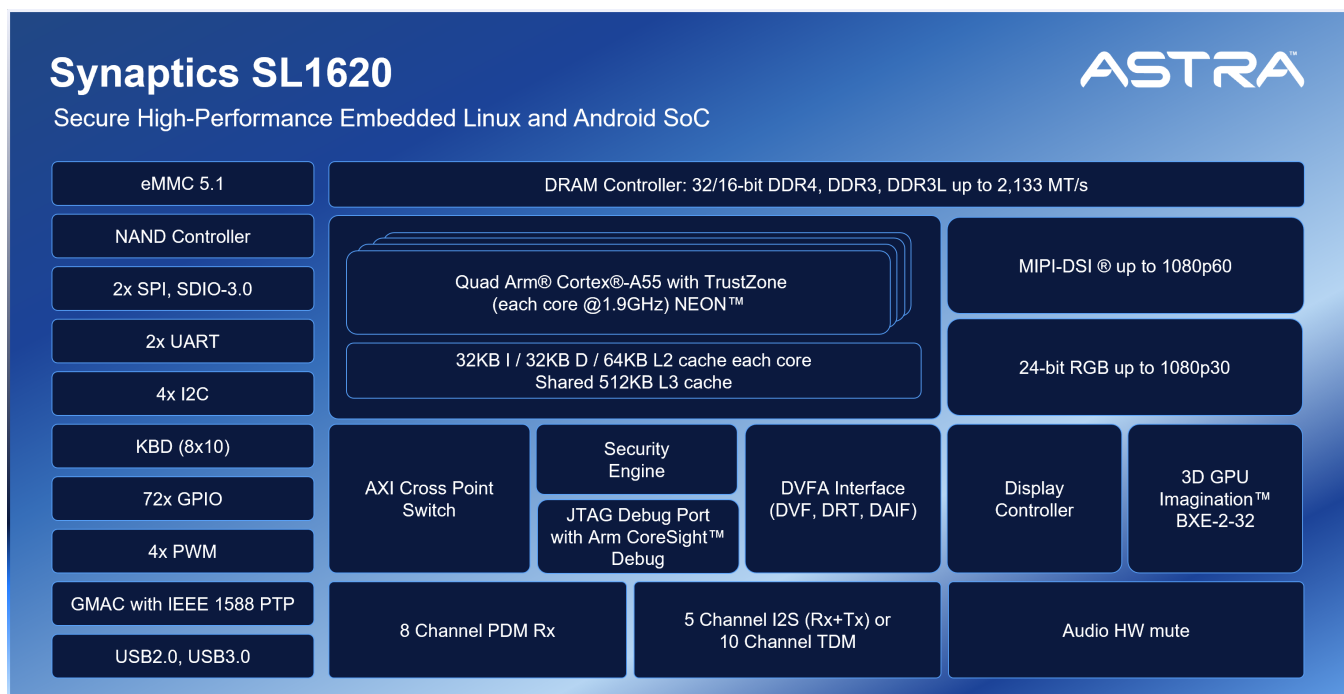 Synaptics SL1620
ASTRA™
Secure High-Performance Embedded Linux and Android SoC
eMMC 5.1
NAND Controller
2x SPI, SDIO-3.0
2x UART
4x I2C
KBD (8x10)
72x GPIO
4x PWM
GMAC with IEEE 1588 PTP
USB2.0, USB3.0
DRAM Controller: 32/16-bit DDR4, DDR3, DDR3L up to 2,133 MT/s
Quad Arm® Cortex®-A55 with TrustZone
(each core @1.9GHz) NEON™
32KB I / 32KB D / 64KB L2 cache each core
Shared 512KB L3 cache
MIPI-DSI ® up to 1080p60
24-bit RGB up to 1080p30
AXI Cross Point
Switch
Security
Engine
JTAG Debug Port
with Arm CoreSight™
Debug
DVFA Interface
(DVF, DRT, DAIF)
Display
Controller
3D GPU
Imagination™
BXE-2-32
8 Channel PDM Rx
5 Channel I2S (Rx+Tx) or
10 Channel TDM
Audio HW mute